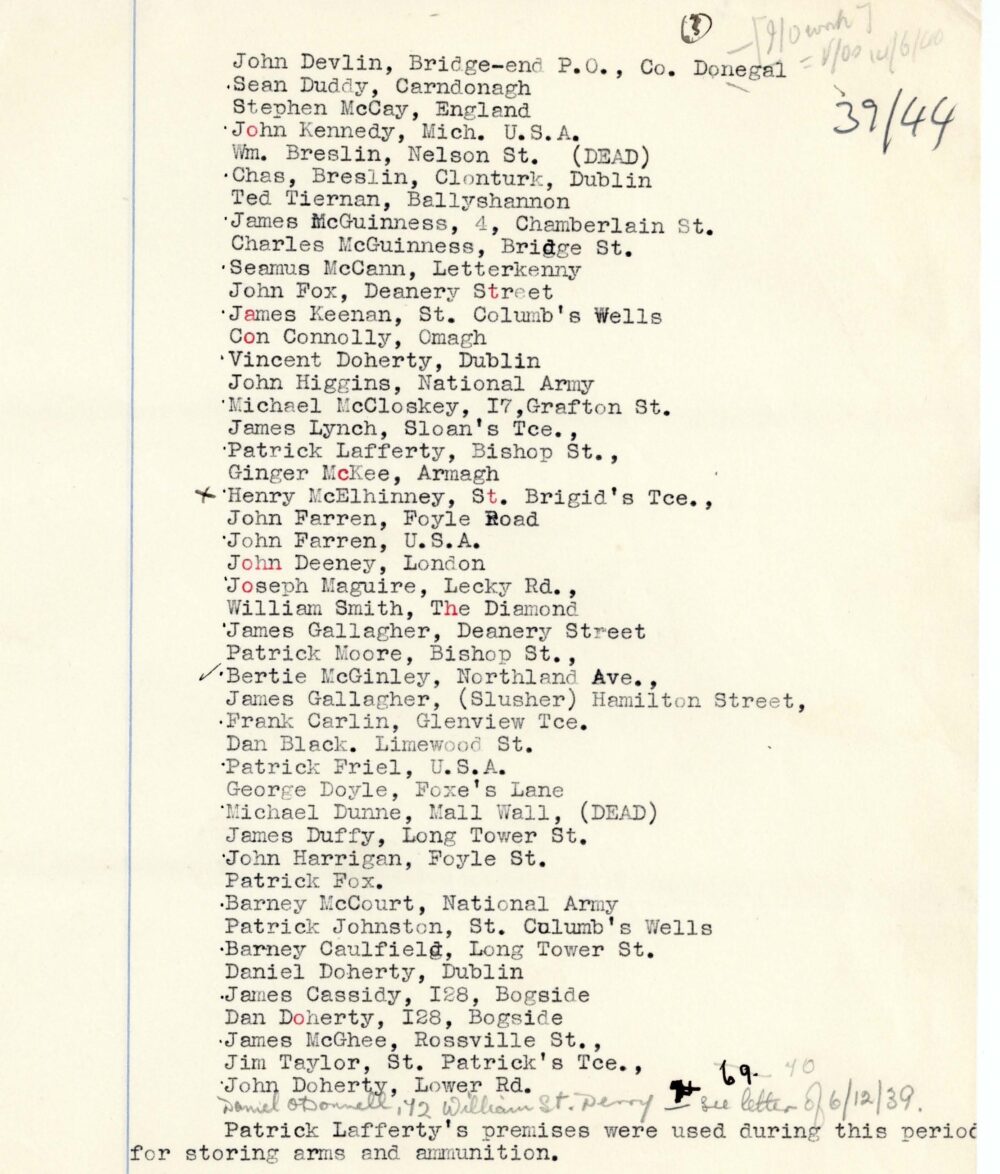 (3)
[I/O work]
14/6/40
39/44
John Devlin, Bridge-end P.O., Co. Donegal
·Sean Duddy, Carndonagh
Stephen McCay, England
·John Kennedy, Mich. U.S.A.
Wm. Breslin, Nelson St. (DEAD)
·Chas, Breslin, Clonturk, Dublin
Ted Tiernan, Ballyshannon
·James McGuinness, 4, Chamberlain St.
Charles McGuinness, Bridge St.
·Seamus McCann, Letterkenny
John Fox, Deanery Street
·James Keenan, St. Columb's Wells
Con Connolly, Omagh
·Vincent Doherty, Dublin
John Higgins, National Army
·Michael McCloskey, I7,Grafton St.
James Lynch, Sloan's Tce.,
·Patrick Lafferty, Bishop St.,
Ginger McKee, Armagh
x ·Henry McElhinney, St. Brigid's Tce.,
John Farren, Foyle Road
·John Farren, U.S.A.
John Deeney, London
·Joseph Maguire, Lecky Rd.,
William Smith, The Diamond
·James Gallagher, Deanery Street
Patrick Moore, Bishop St.,
✓·Bertie McGinley, Northland Ave.,
James Gallagher, (Slusher) Hamilton Street,
·Frank Carlin, Glenview Tce.
Dan Black. Limewood St.
·Patrick Friel, U.S.A.
George Doyle, Foxe's Lane
·Michael Dunne, Mall Wall, (DEAD)
James Duffy, Long Tower St.
·John Harrigan, Foyle St.
Patrick Fox.
·Barney McCourt, National Army
Patrick Johnston, St. Culumb's Wells
·Barney Caulfield, Long Tower St.
Daniel Doherty, Dublin
·James Cassidy, I28, Bogside
Dan Doherty, I28, Bogside
·James McGhee, Rossville St.,
Jim Taylor, St. Patrick's Tce.,
·John Doherty, Lower Rd. 69. 40
Daniel O'Donnell, 142 William St. Derry — see letter of 6/12/39.
Patrick Lafferty's premises were used during this period
for storing arms and ammunition.